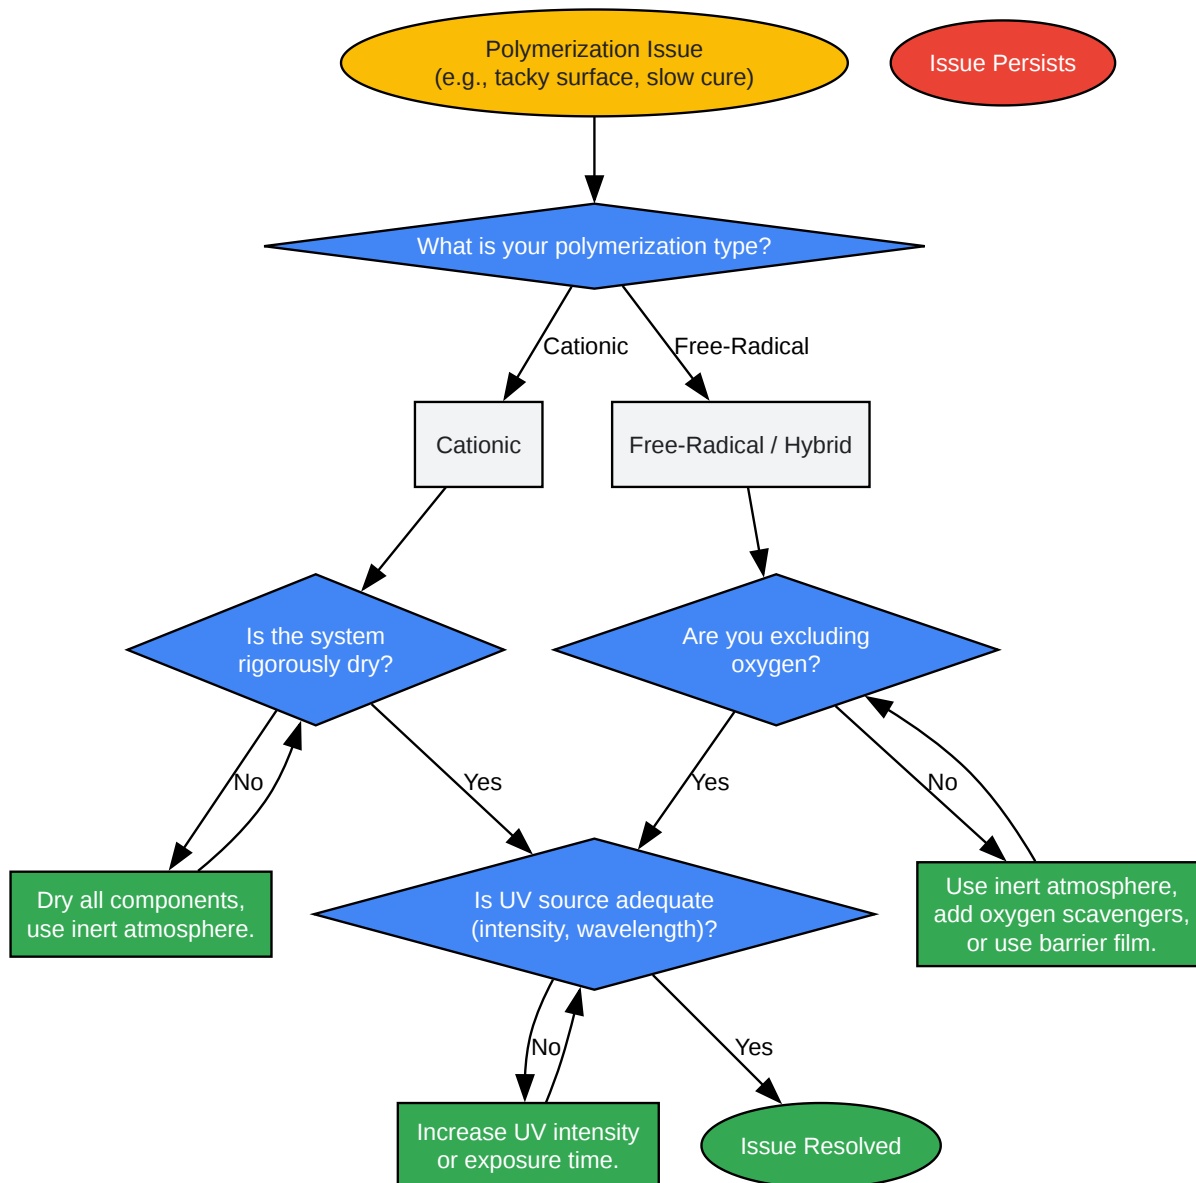 Polymerization Issue
(e.g., tacky surface, slow cure)
Issue Persists
What is your polymerization type?
Cationic
Free-Radical
Cationic
Free-Radical / Hybrid
Is the system
rigorously dry?
Are you excluding
oxygen?
No
Yes
Yes
No
Dry all components,
use inert atmosphere.
Is UV source adequate
(intensity, wavelength)?
Use inert atmosphere,
add oxygen scavengers,
or use barrier film.
No
Yes
Increase UV intensity
or exposure time.
Issue Resolved